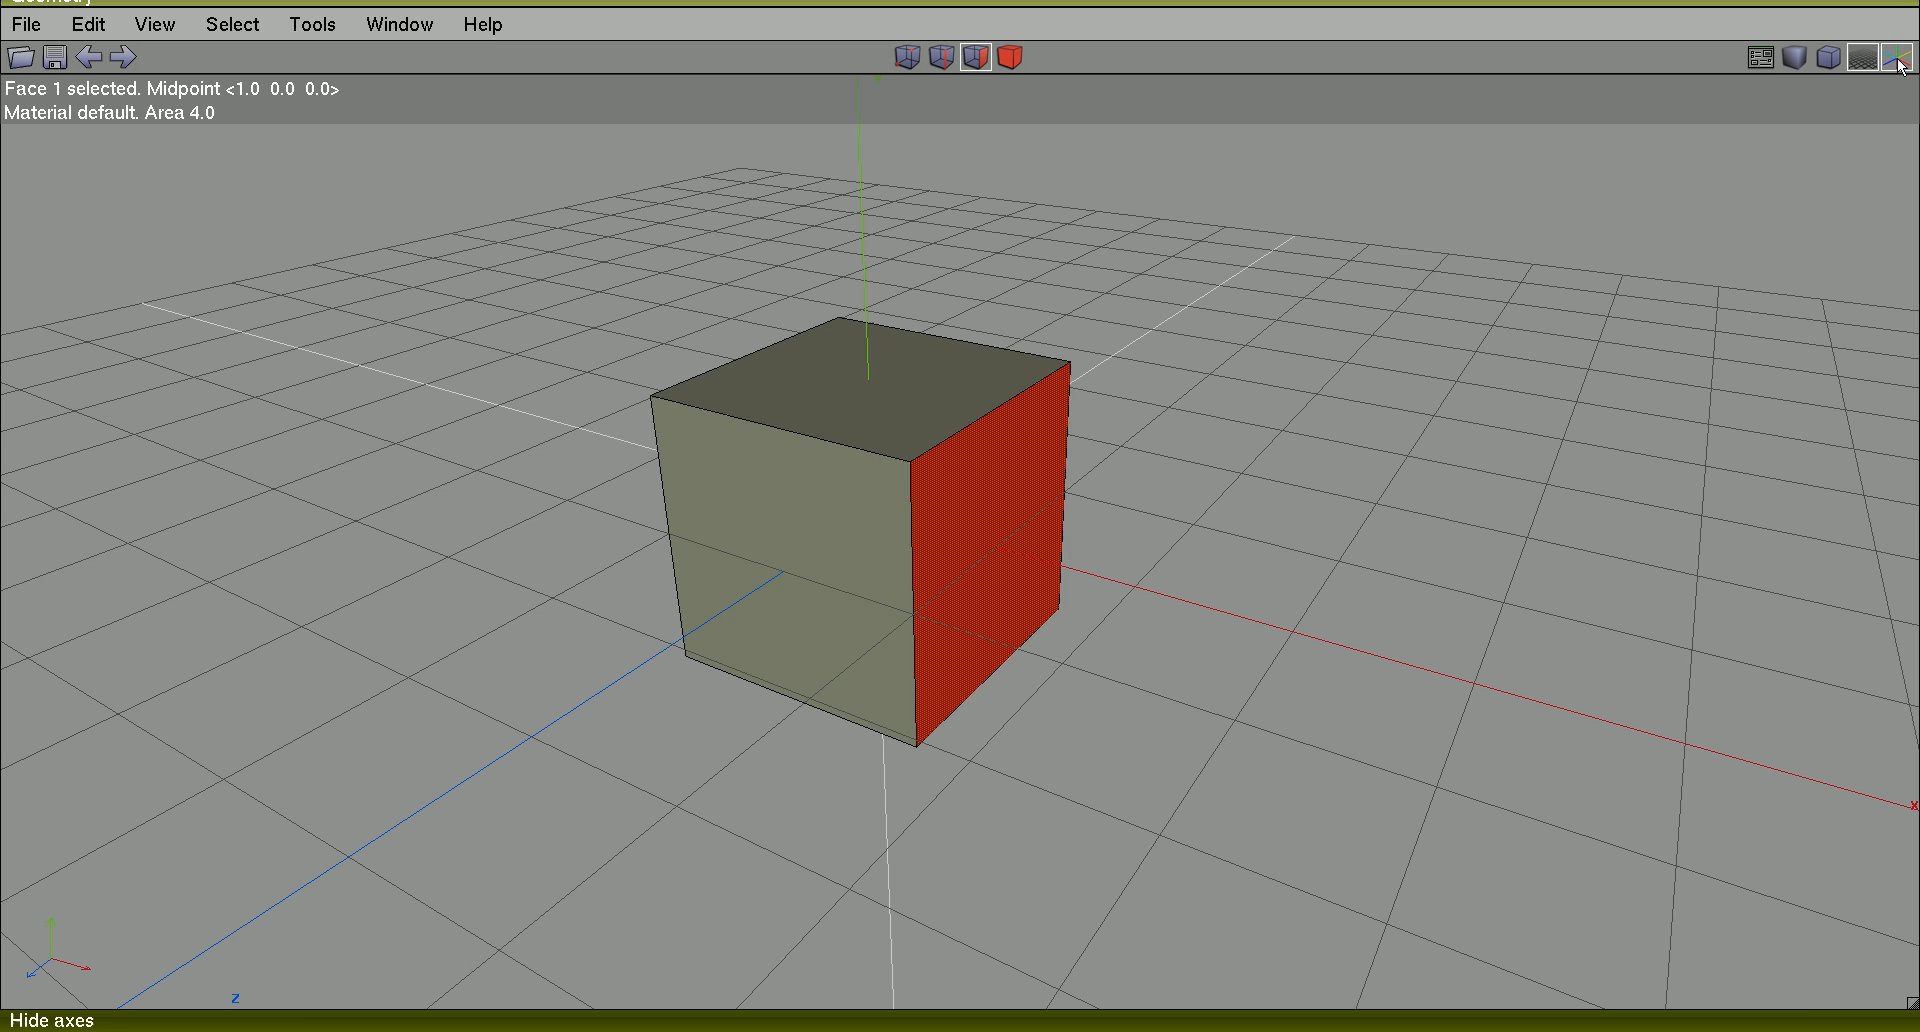 Geometry
File Edit View Select Tools Window Help
Face 1 selected. Midpoint <1.0 0.0 0.0>
Material default. Area 4.0
Y
X
Z
Hide axes